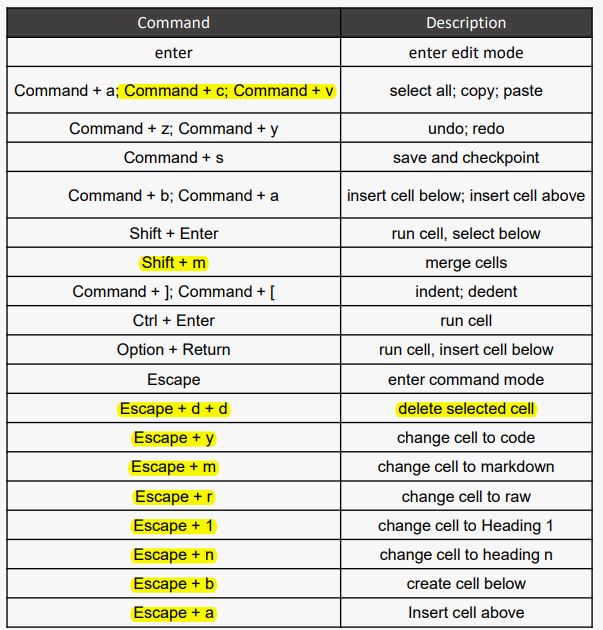 Command Description
enter enter edit mode
Command + a; Command + c; Command + v select all; copy; paste
Command + z; Command + y undo; redo
Command + s save and checkpoint
Command + b; Command + a insert cell below; insert cell above
Shift + Enter run cell, select below
Shift + m merge cells
Command + ]; Command + [ indent; dedent
Ctrl + Enter run cell
Option + Return run cell, insert cell below
Escape enter command mode
Escape + d + d delete selected cell
Escape + y change cell to code
Escape + m change cell to markdown
Escape + r change cell to raw
Escape + 1 change cell to Heading 1
Escape + n change cell to heading n
Escape + b create cell below
Escape + a Insert cell above